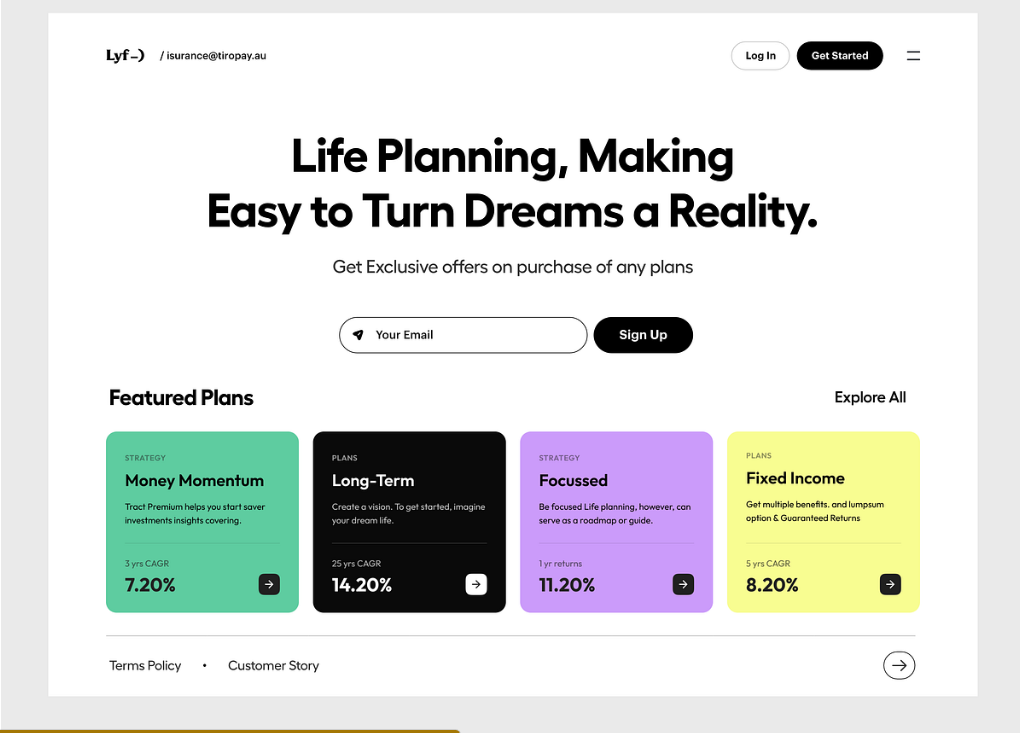 Lyf–)
/ isurance@tiropay.au
Log In
Get Started
Life Planning, Making
Easy to Turn Dreams a Reality.
Get Exclusive offers on purchase of any plans
Your Email
Sign Up
Featured Plans
Explore All
STRATEGY
Money Momentum
Tract Premium helps you start saver
investments insights covering.
3 yrs CAGR
7.20%
PLANS
Long-Term
Create a vision. To get started, imagine
your dream life.
25 yrs CAGR
14.20%
STRATEGY
Focussed
Be focused Life planning, however, can
serve as a roadmap or guide.
1 yr returns
11.20%
PLANS
Fixed Income
Get multiple benefits. and lumpsum
option & Guaranteed Returns
5 yrs CAGR
8.20%
Terms Policy • Customer Story